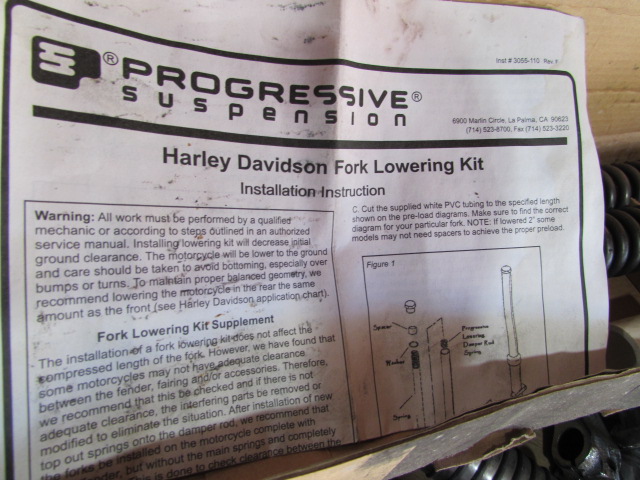 Inst # 3055-110 Rev.
® PROGRESSIVE®
suspension
6900 Marlin Circle, La Palma, CA 90623
(714) 523-8700, Fax (714) 523-3220
Harley Davidson Fork Lowering Kit
Installation Instruction
Warning: All work must be performed by a qualified
mechanic or according to steps outlined in an authorized
service manual. Installing lowering kit will decrease initial
ground clearance. The motorcycle will be lower to the ground
and care should be taken to avoid bottoming, especially over
bumps or turns. To maintain proper balanced geometry, we
recommend lowering the motorcycle in the rear the same
amount as the front (see Harley Davidson application chart).
Fork Lowering Kit Supplement
The installation of a fork lowering kit does not affect the
compressed length of the fork. However, we have found that
some motorcycles may not have adequate clearance
between the fender, fairing and/or accessories. Therefore,
we recommend that this be checked and if there is not
adequate clearance, the interfering parts be removed or
modified to eliminate the situation. After installation of new
top out springs onto the damper rod, we recommend that
the forks be installed on the motorcycle complete with
fender, but without the main springs and completely
This is done to check clearance between the
C. Cut the supplied white PVC tubing to the specified length
shown on the pre-load diagrams. Make sure to find the correct
diagram for your particular fork. NOTE: If lowered 2" some
models may not need spacers to achieve the proper preload.
Figure 1
Spacer
Washer
Spring
Progressive
Lowering
Damper Rod
Spring